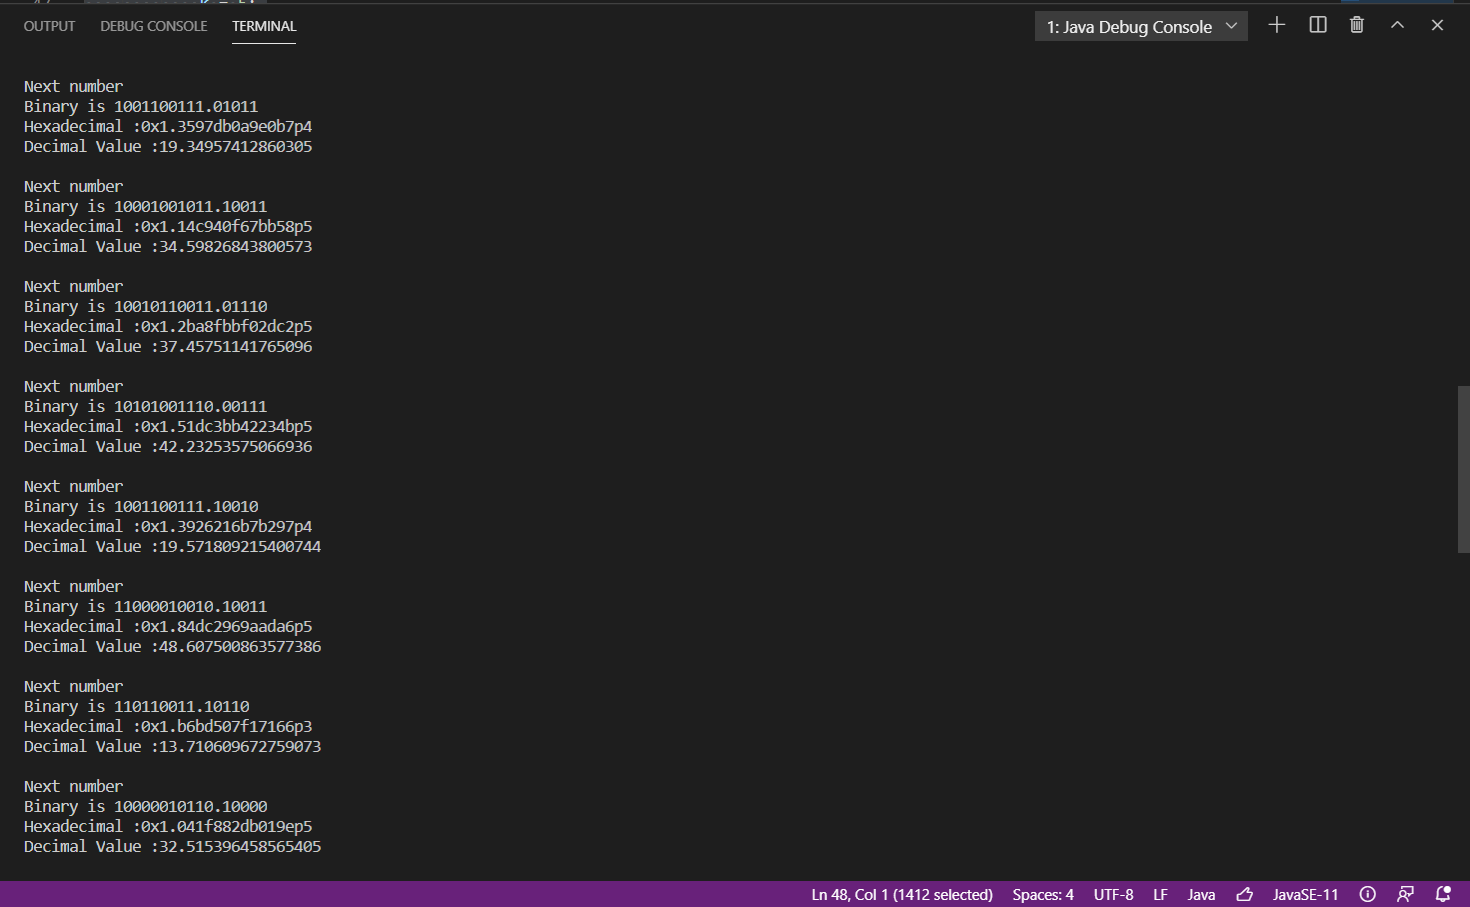 OUTPUT DEBUG CONSOLE TERMINAL 1: Java Debug Console
Next number
Binary is 1001100111.01011
Hexadecimal :0x1.3597db0a9e0b7p4
Decimal Value :19.34957412860305
Next number
Binary is 10001001011.10011
Hexadecimal :0x1.14c940f67bb58p5
Decimal Value :34.59826843800573
Next number
Binary is 10010110011.01110
Hexadecimal :0x1.2ba8fbbf02dc2p5
Decimal Value :37.45751141765096
Next number
Binary is 10101001110.00111
Hexadecimal :0x1.51dc3bb42234bp5
Decimal Value :42.23253575066936
Next number
Binary is 1001100111.10010
Hexadecimal :0x1.3926216b7b297p4
Decimal Value :19.571809215400744
Next number
Binary is 11000010010.10011
Hexadecimal :0x1.84dc2969aada6p5
Decimal Value :48.607500863577386
Next number
Binary is 110110011.10110
Hexadecimal :0x1.b6bd507f17166p3
Decimal Value :13.710609672759073
Next number
Binary is 10000010110.10000
Hexadecimal :0x1.041f882db019ep5
Decimal Value :32.515396458565405
Ln 48, Col 1 (1412 selected) Spaces: 4 UTF-8 LF Java JavaSE-11